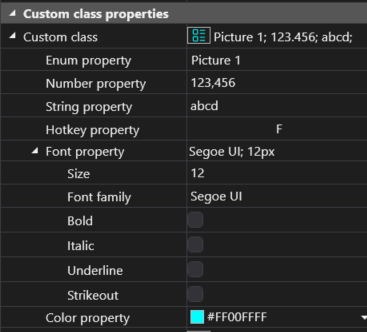 Custom class properties
Custom class Picture 1; 123.456; abcd;
Enum property Picture 1
Number property 123,456
String property abcd
Hotkey property F
Font property Segoe UI; 12px
Size 12
Font family Segoe UI
Bold
Italic
Underline
Strikeout
Color property #FF00FFFF